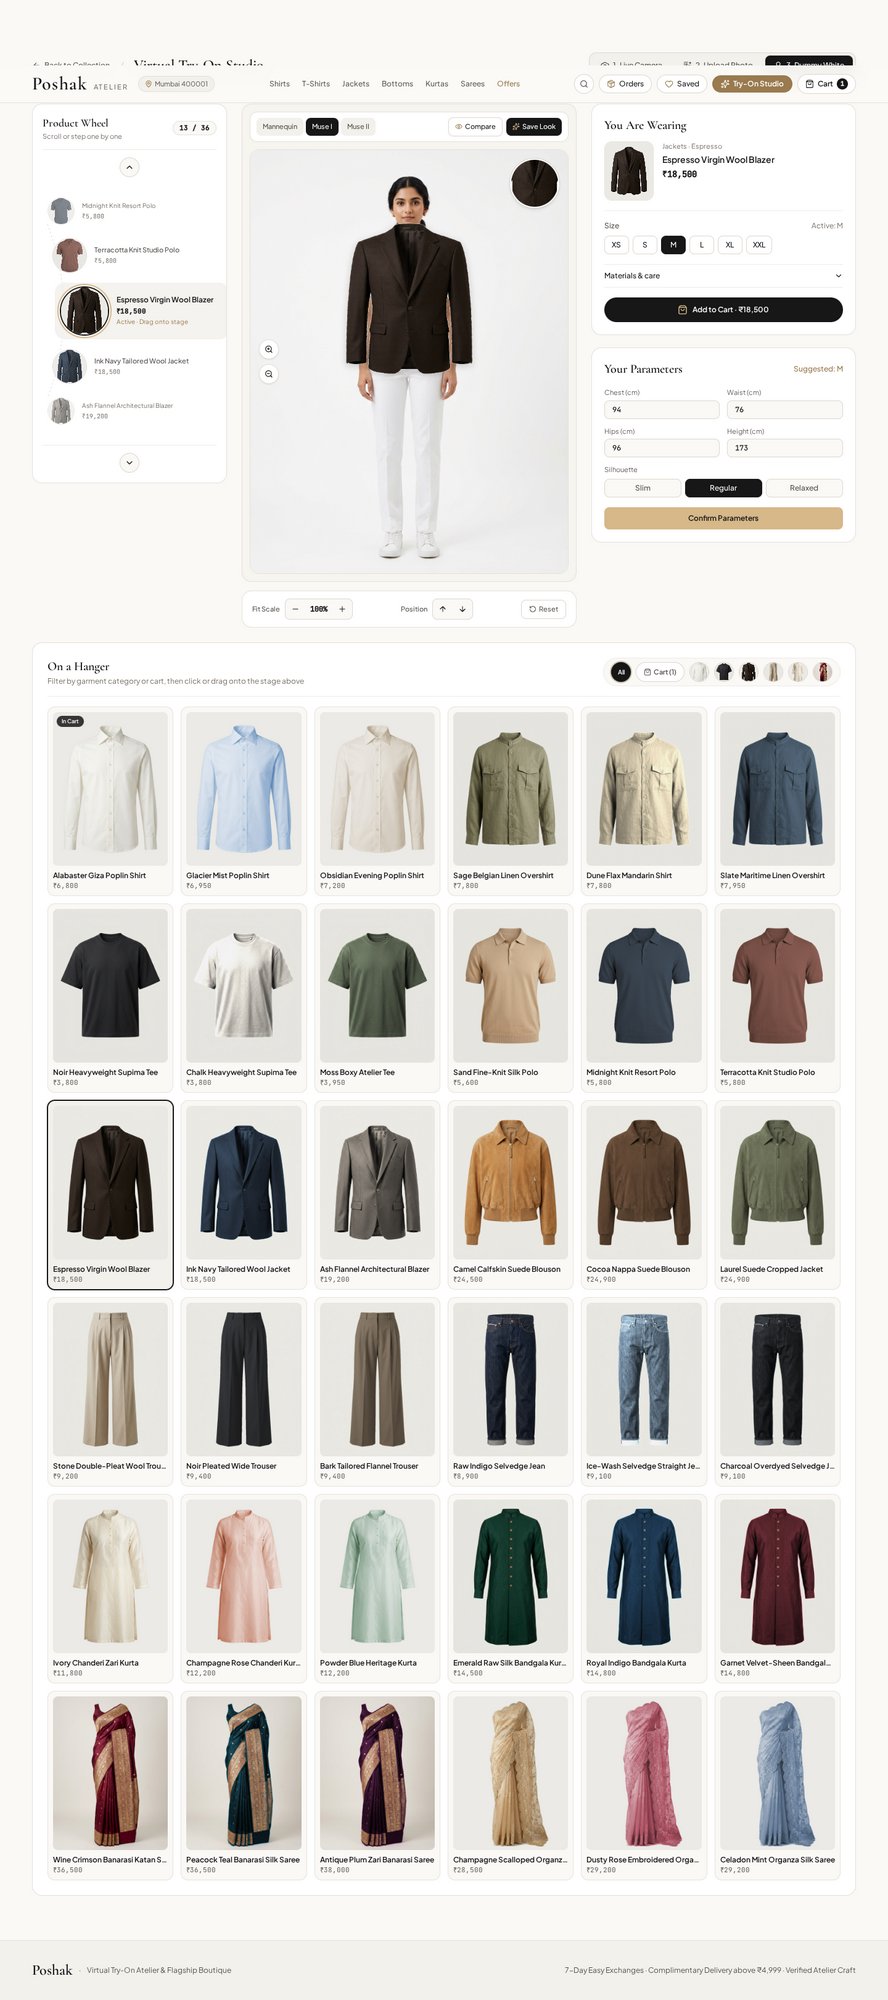 Back to Collection / Virtual Try-On Studio
1. Live Camera 2. Upload Photo 3. Dummy White
Poshak ATELIER Mumbai 400001 Shirts T-Shirts Jackets Bottoms Kurtas Sarees Offers Orders Saved Try-On Studio Cart 1
Product Wheel 13 / 36
Scroll or step one by one
Midnight Knit Resort Polo
₹5,800
Terracotta Knit Studio Polo
₹5,800
Espresso Virgin Wool Blazer
₹18,500
Active · Drag onto stage
Ink Navy Tailored Wool Jacket
₹18,500
Ash Flannel Architectural Blazer
₹19,200
Mannequin Muse I Muse II Compare Save Look
Fit Scale − 100% + Position Reset
You Are Wearing
Jackets · Espresso
Espresso Virgin Wool Blazer
₹18,500
Size Active: M
XS S M L XL XXL
Materials & care
Add to Cart · ₹18,500
Your Parameters Suggested: M
Chest (cm) Waist (cm)
94 76
Hips (cm) Height (cm)
96 173
Silhouette
Slim Regular Relaxed
Confirm Parameters
On a Hanger
Filter by garment category or cart, then click or drag onto the stage above
All Cart (1)
In Cart
Alabaster Giza Poplin Shirt Glacier Mist Poplin Shirt Obsidian Evening Poplin Shirt Sage Belgian Linen Overshirt Dune Flax Mandarin Shirt Slate Maritime Linen Overshirt
₹6,800 ₹6,950 ₹7,200 ₹7,800 ₹7,800 ₹7,950
Noir Heavyweight Supima Tee Chalk Heavyweight Supima Tee Moss Boxy Atelier Tee Sand Fine-Knit Silk Polo Midnight Knit Resort Polo Terracotta Knit Studio Polo
₹3,800 ₹3,800 ₹3,950 ₹5,600 ₹5,800 ₹5,800
Espresso Virgin Wool Blazer Ink Navy Tailored Wool Jacket Ash Flannel Architectural Blazer Camel Calfskin Suede Blouson Cocoa Nappa Suede Blouson Laurel Suede Cropped Jacket
₹18,500 ₹18,500 ₹19,200 ₹24,500 ₹24,900 ₹24,900
Stone Double-Pleat Wool Trou... Noir Pleated Wide Trouser Bark Tailored Flannel Trouser Raw Indigo Selvedge Jean Ice-Wash Selvedge Straight Je... Charcoal Overdyed Selvedge J...
₹9,200 ₹9,400 ₹9,400 ₹8,900 ₹9,100 ₹9,100
Ivory Chanderi Zari Kurta Champagne Rose Chanderi Kur... Powder Blue Heritage Kurta Emerald Raw Silk Bandgala Kur... Royal Indigo Bandgala Kurta Garnet Velvet-Sheen Bandgal...
₹11,800 ₹12,200 ₹12,200 ₹14,500 ₹14,800 ₹14,800
Wine Crimson Banarasi Katan S... Peacock Teal Banarasi Silk Saree Antique Plum Zari Banarasi Saree Champagne Scalloped Organz... Dusty Rose Embroidered Orga... Celadon Mint Organza Silk Saree
₹36,500 ₹36,500 ₹38,000 ₹28,500 ₹29,200 ₹29,200
Poshak · Virtual Try-On Atelier & Flagship Boutique
7-Day Easy Exchanges · Complimentary Delivery above ₹4,999 · Verified Atelier Craft